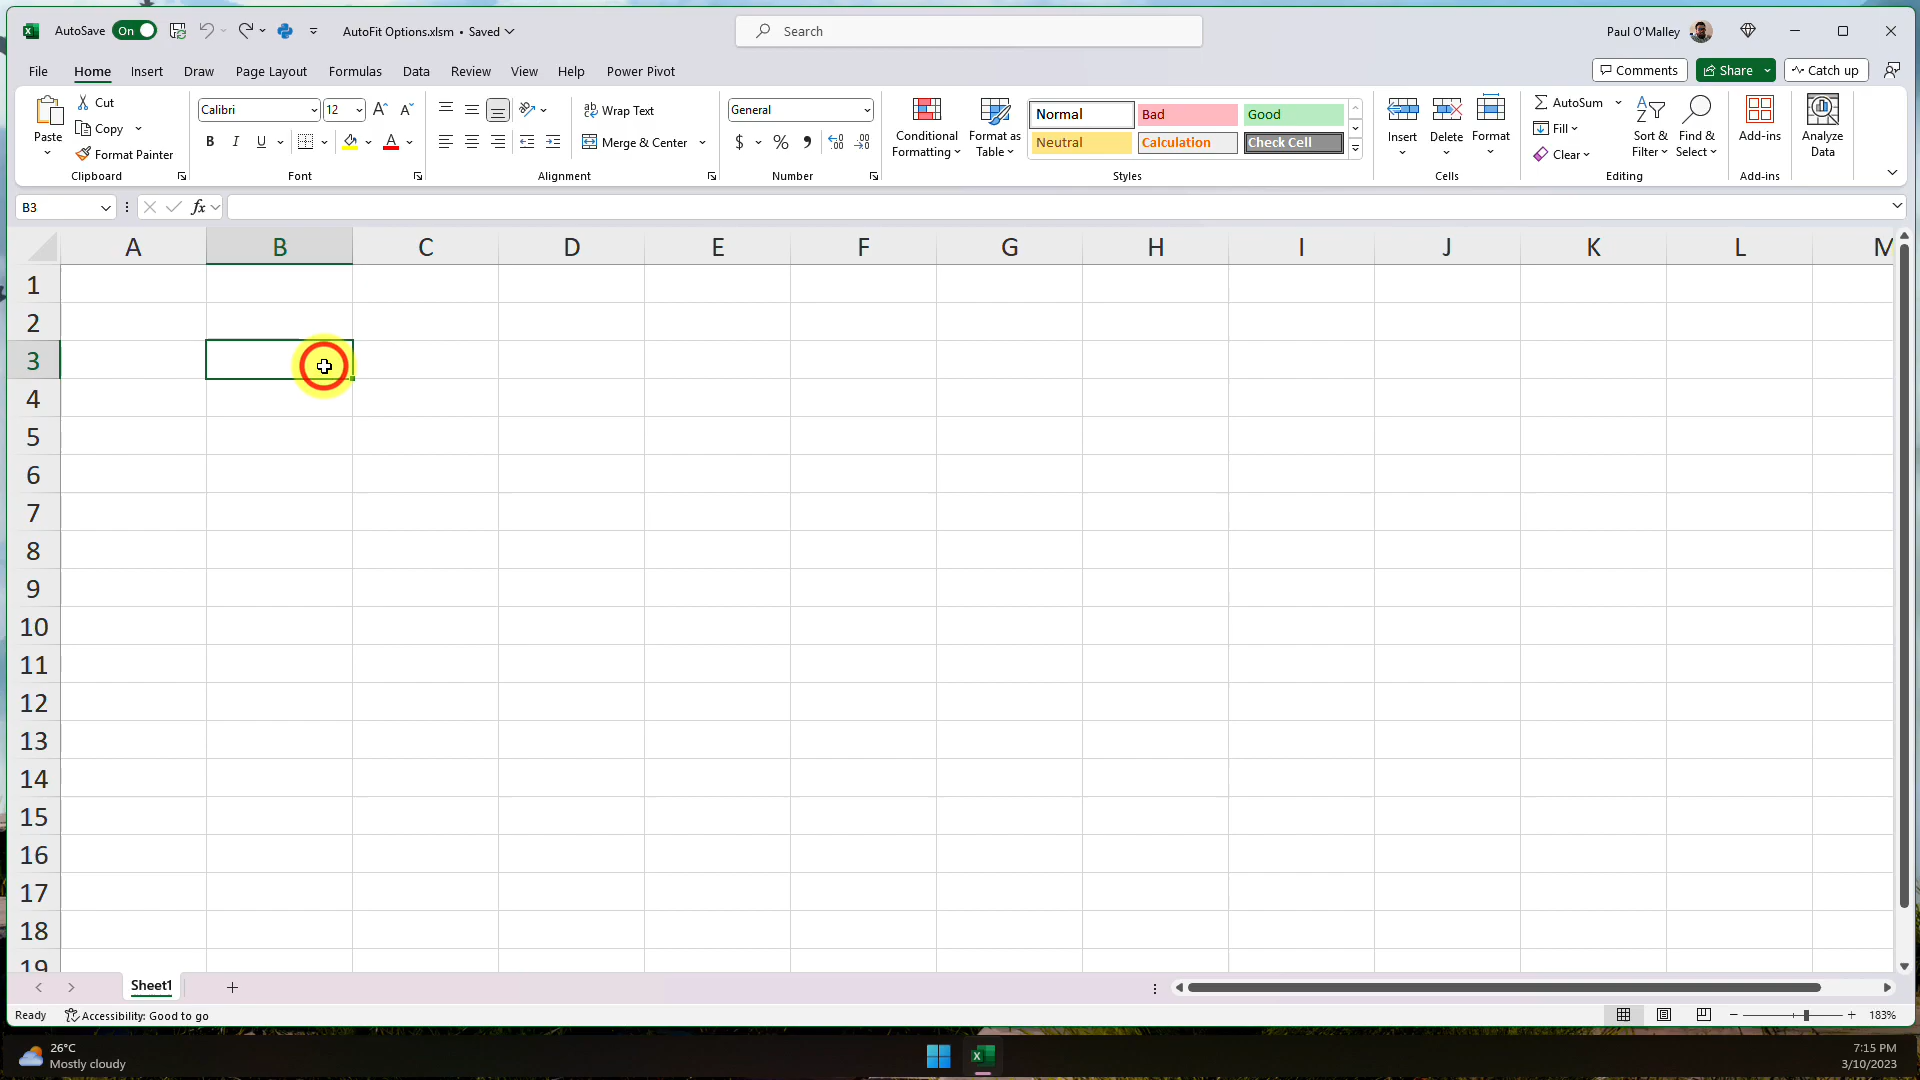 AutoSave On AutoFit Options.xlsm • Saved Search Paul O'Malley
File Home Insert Draw Page Layout Formulas Data Review View Help Power Pivot Comments Share Catch up
Paste
Cut
Copy
Format Painter
Clipboard
Calibri 12
B I U A
Font
Wrap Text
Merge & Center
Alignment
General
$ %
Number
Conditional Formatting
Format as Table
Normal Bad Good
Neutral Calculation Check Cell
Styles
Insert Delete Format
Cells
AutoSum
Fill
Clear
Sort & Filter
Find & Select
Editing
Add-ins
Add-ins
Analyze Data
B3 fx
A B C D E F G H I J K L M
1
2
3
4
5
6
7
8
9
10
11
12
13
14
15
16
17
18
19
Sheet1
Ready Accessibility: Good to go 183%
26°C
Mostly cloudy
7:15 PM
3/10/2023